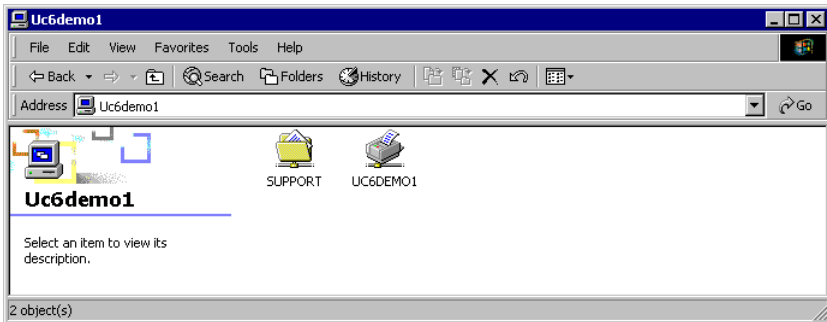 Uc6demo1
File Edit View Favorites Tools Help
Back Search Folders History
Address Uc6demo1 Go
SUPPORT UC6DEMO1
Uc6demo1
Select an item to view its
description.
2 object(s)